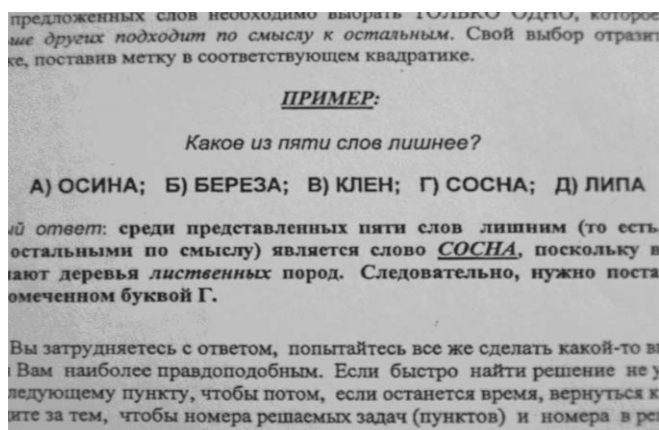 предложенных слов необходимо выбрать ТОЛЬКО ОДНО, которое
других подходит по смыслу к остальным. Свой выбор отрази
поставив метку в соответствующем квадратике.
ПРИМЕР:
Какое из пяти слов лишнее?
А) ОСИНА; Б) БЕРЕЗА; В) КЛЕН; Г) СОСНА; Д) ЛИПА
ый ответ: среди представленных пяти слов лишним (то есть
остальными по смыслу) является слово СОСНА, поскольку в
ают деревья лиственных пород. Следовательно, нужно поста
омеченном буквой Г.
Вы затрудняетесь с ответом, попытайтесь все же сделать какой-то в
Вам наиболее правдоподобным. Если быстро найти решение не у
ледующему пункту, чтобы потом, если останется время, вернуться к
ите за тем, чтобы номера решаемых задач (пунктов) и номера в ре